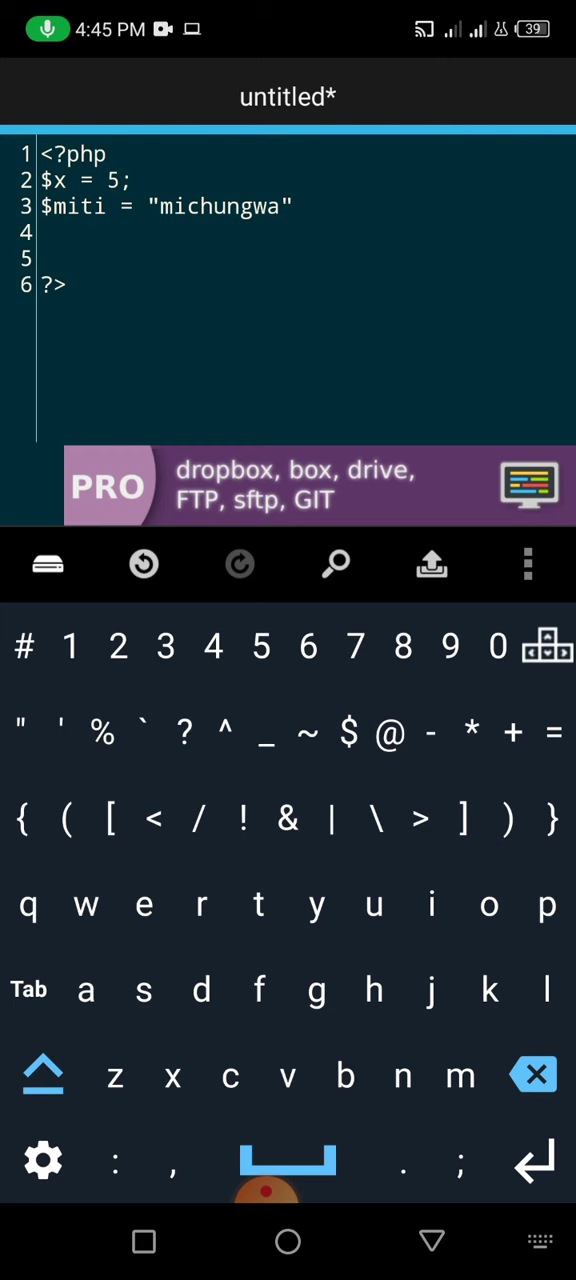 4:45 PM
39
untitled*
1 <?php
2 $x = 5;
3 $miti = "michungwa"
4
5
6 ?>
PRO
dropbox, box, drive,
FTP, sftp, GIT
# 1 2 3 4 5 6 7 8 9 0
" ' % ` ? ^ _ ~ $ @ - * + =
{ ( [ < / ! & | \ > ] ) }
q w e r t y u i o p
Tab a s d f g h j k l
z x c v b n m
: , . ;